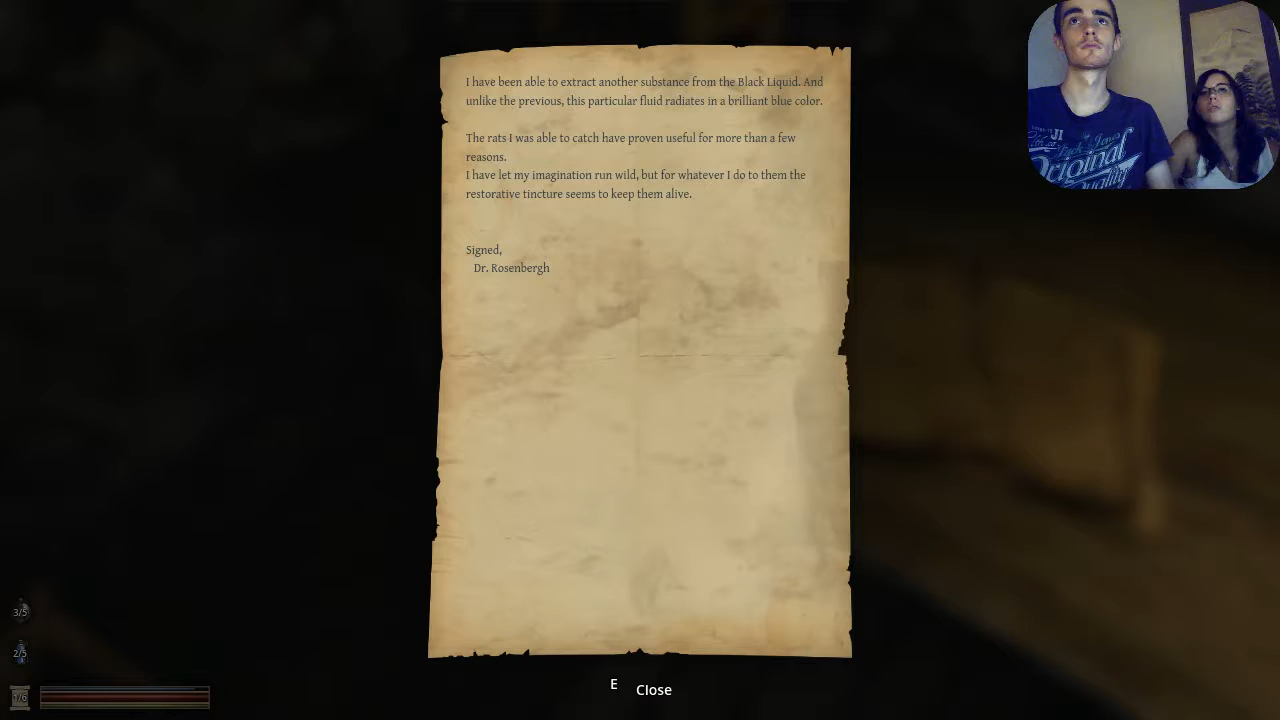 I have been able to extract another substance from the Black Liquid. And
unlike the previous, this particular fluid radiates in a brilliant blue color.
The rats I was able to catch have proven useful for more than a few
reasons.
I have let my imagination run wild, but for whatever I do to them the
restorative tincture seems to keep them alive.
Signed,
Dr. Rosenbergh
JI
Original
Quality
3/5
2/5
1/6
E Close